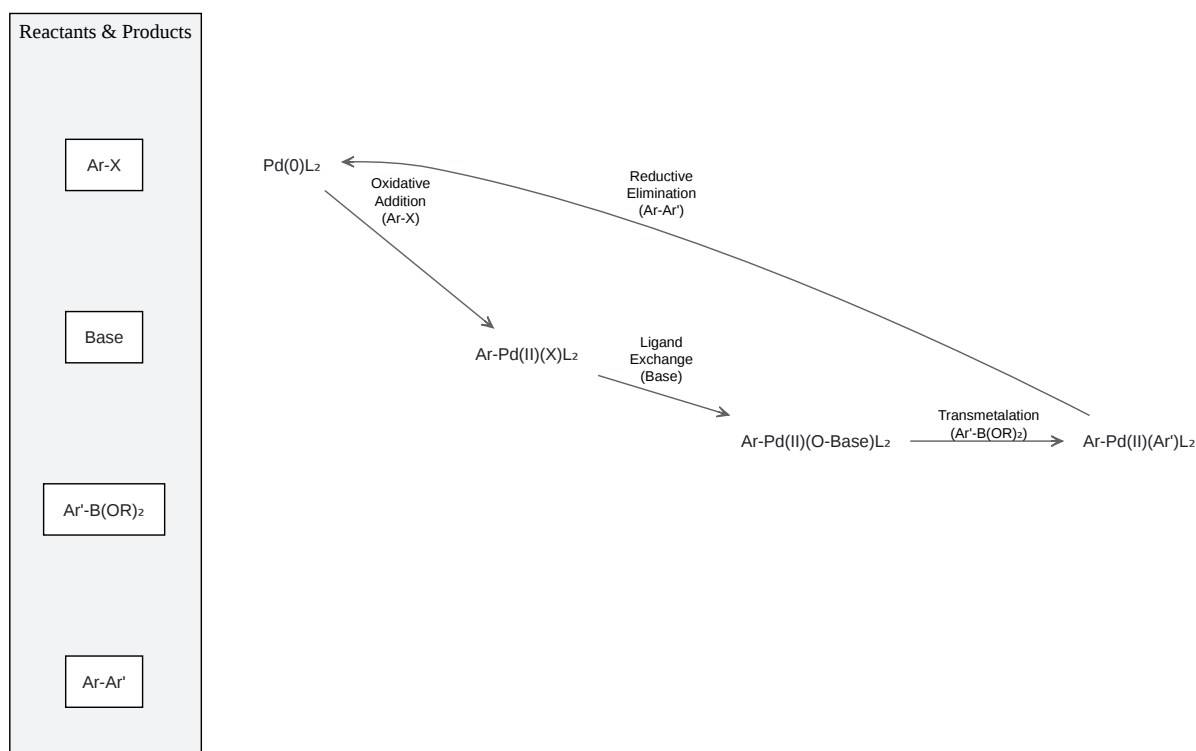 Reactants & Products
Ar-X
Base
Ar'-B(OR)₂
Ar-Ar'
Pd(0)L₂
Oxidative
Addition
(Ar-X)
Reductive
Elimination
(Ar-Ar')
Ar-Pd(II)(X)L₂
Ligand
Exchange
(Base)
Ar-Pd(II)(O-Base)L₂
Transmetalation
(Ar'-B(OR)₂)
Ar-Pd(II)(Ar')L₂